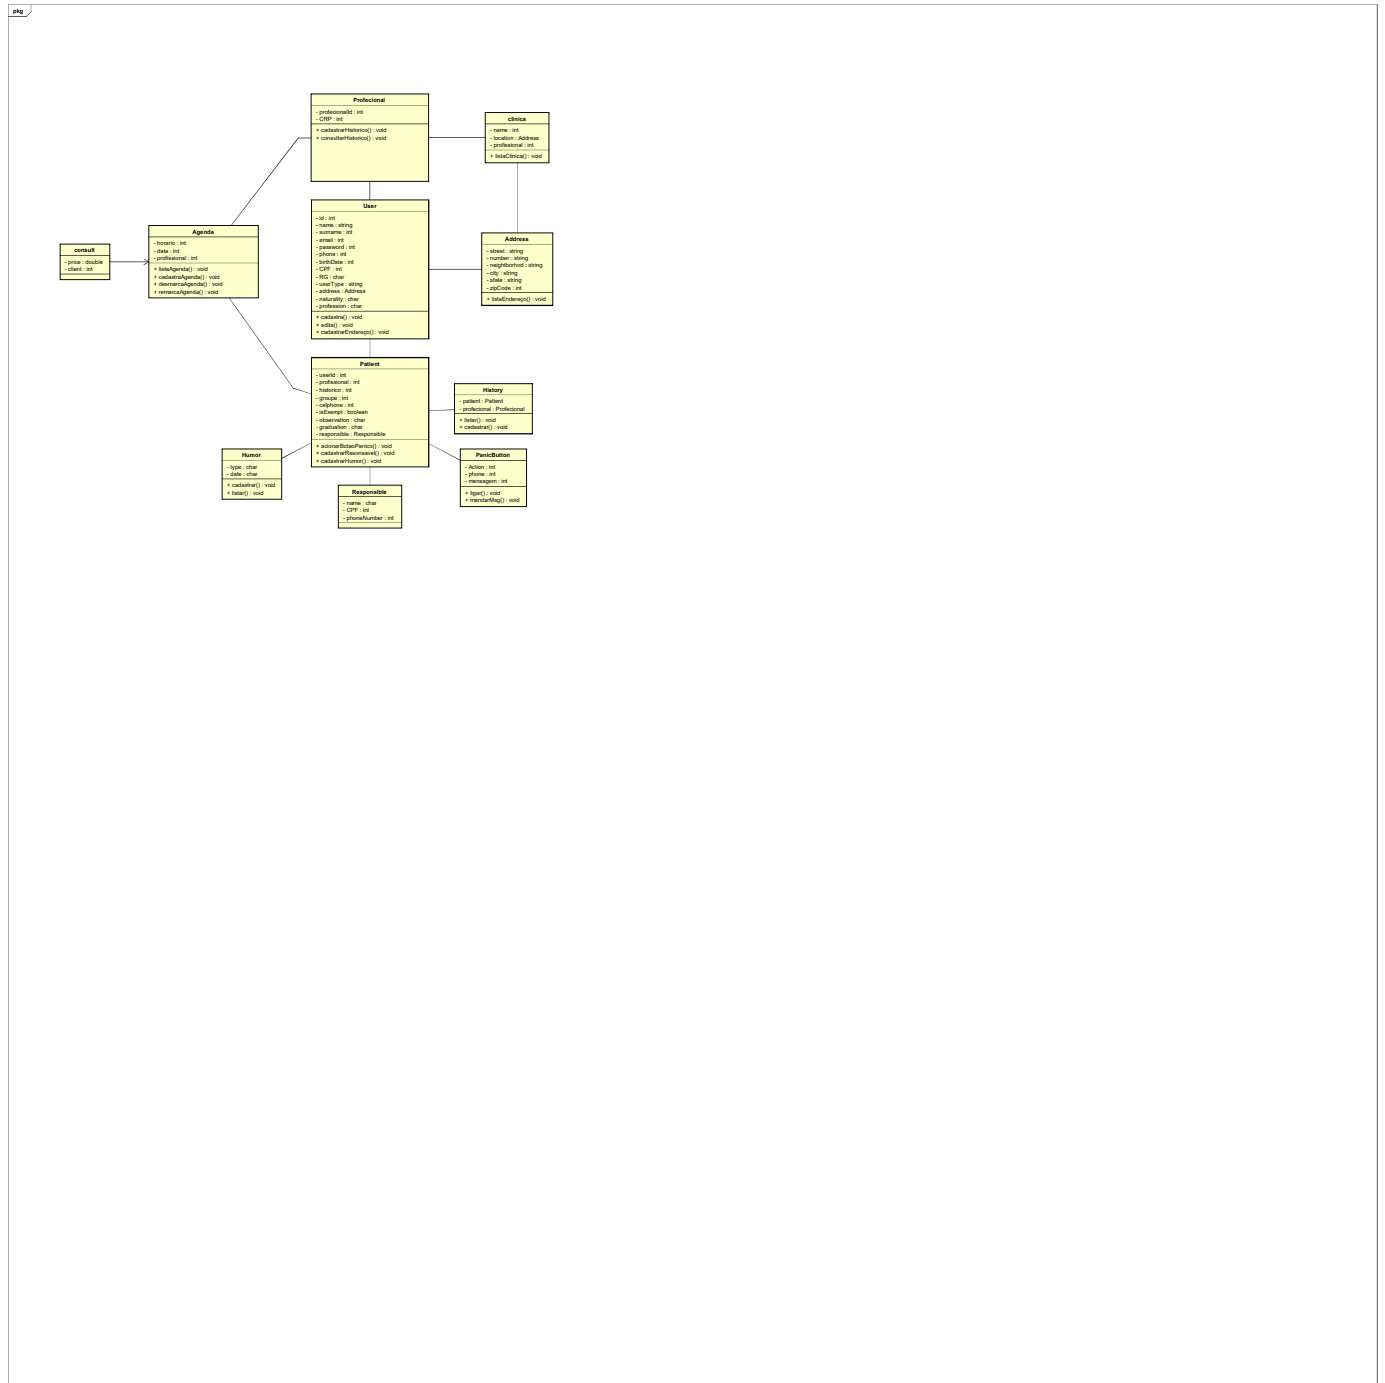 pkg
Profecional
- profecionalId : int
- CRP : int
+ cadastrarHistorico() : void
+ consultarHistorico() : void
clinica
- name : int
- location : Address
- profissional : int
+ listaClinica() : void
User
- id : int
- name : string
- surname : int
- email : int
- password : int
- phone : int
- birthDate : int
- CPF : int
- RG : char
- userType : string
- address : Address
- naturality : char
- profession : char
+ cadastra() : void
+ edita() : void
+ cadastrarEndereço() : void
Agenda
- horario : int
- data : int
- profissional : int
+ listaAgenda() : void
+ cadastraAgenda() : void
+ desmarcaAgenda() : void
+ remarcaAgenda() : void
consult
- price : double
- client : int
Address
- street : string
- number : string
- neightborhod : string
- city : string
- state : string
- zipCode : int
+ listaEndereço() : void
Patient
- userId : int
- profissional : int
- historico : int
- groupe : int
- celphone : int
- isExempt : boolean
- observation : char
- graduation : char
- responsible : Responsible
+ acionarBotaoPanico() : void
+ cadastrarResonsavel() : void
+ cadastrarHumor() : void
History
- patient : Patient
- profecional : Profecional
+ listar() : void
+ cadastrar() : void
Humor
- type : char
- date : char
+ cadastrar() : void
+ listar() : void
PanicButton
- Action : int
- phone : int
- mensagem : int
+ ligar() : void
+ mandarMsg() : void
Responsible
- name : char
- CPF : int
- phoneNumber : int